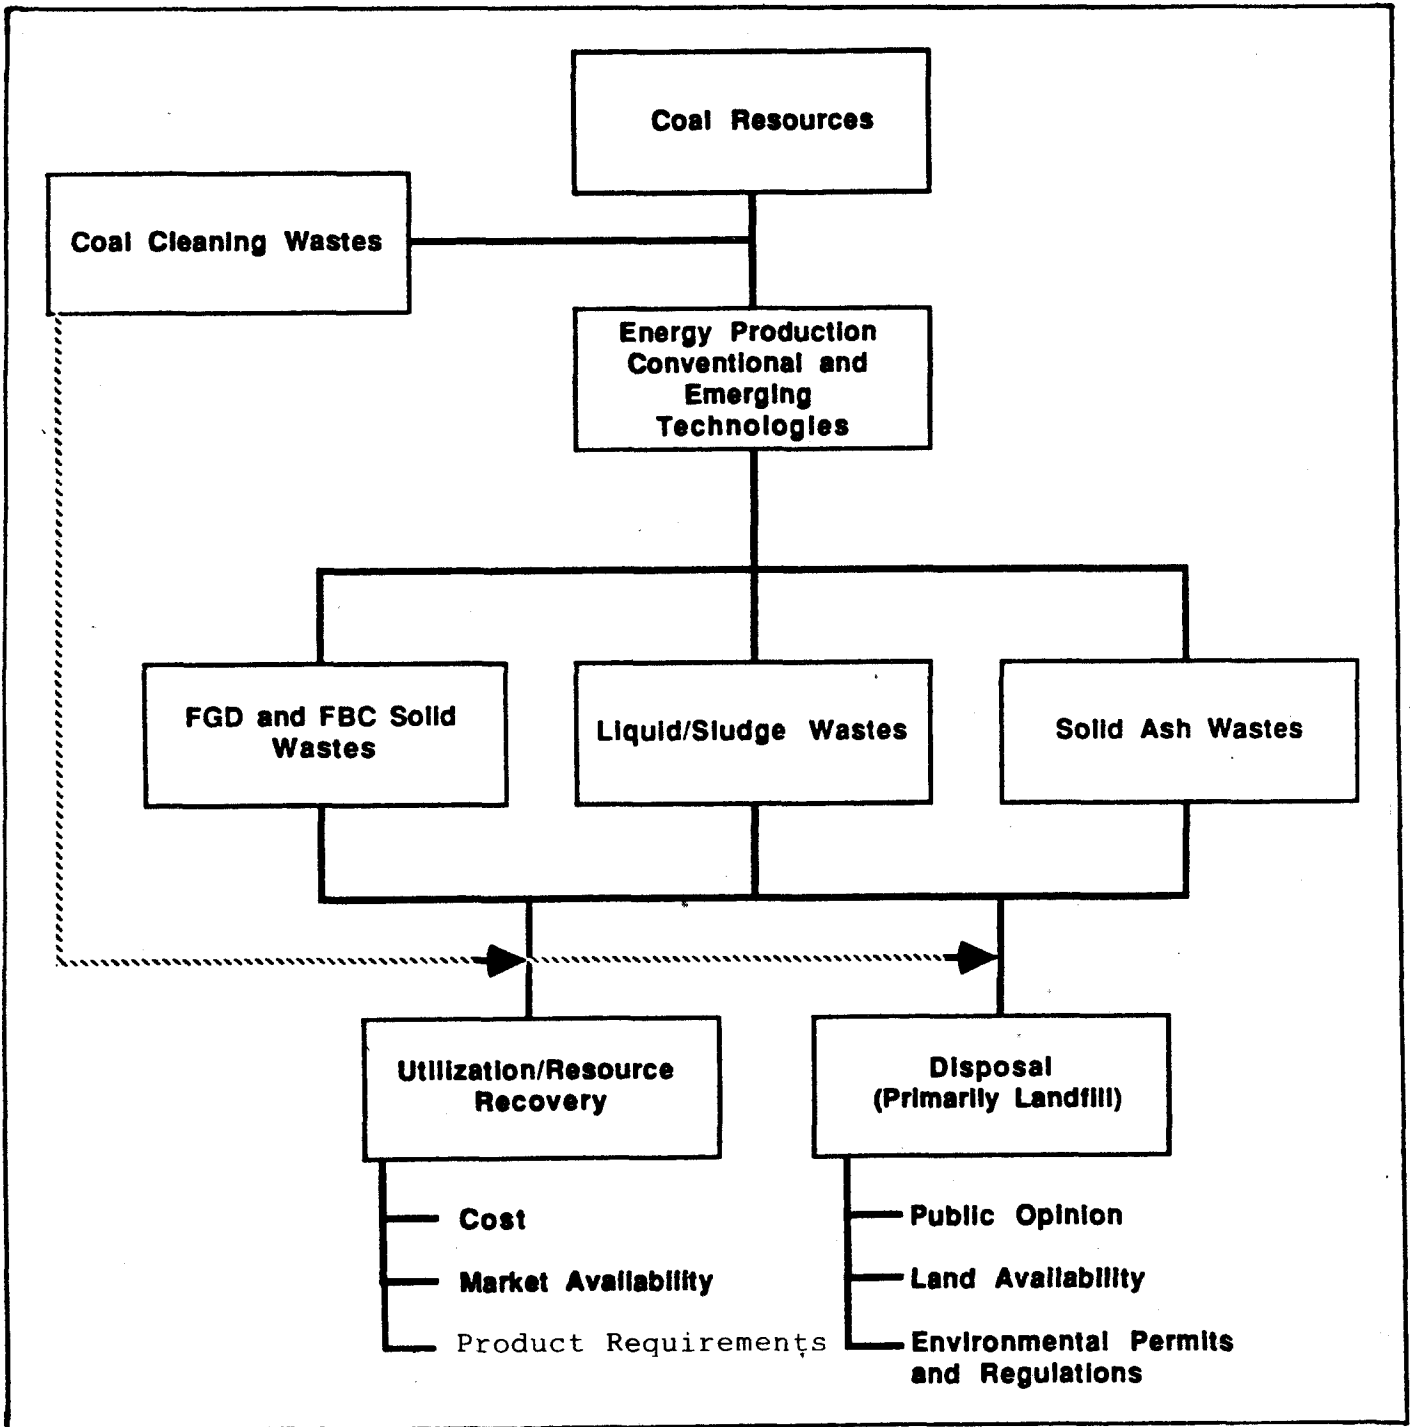 Coal Resources
Coal Cleaning Wastes
Energy Production
Conventional and
Emerging
Technologies
FGD and FBC Solid
Wastes
Liquid/Sludge Wastes
Solid Ash Wastes
Utilization/Resource
Recovery
Disposal
(Primarily Landfill)
Cost
Market Availability
Product Requirements
Public Opinion
Land Availability
Environmental Permits
and Regulations